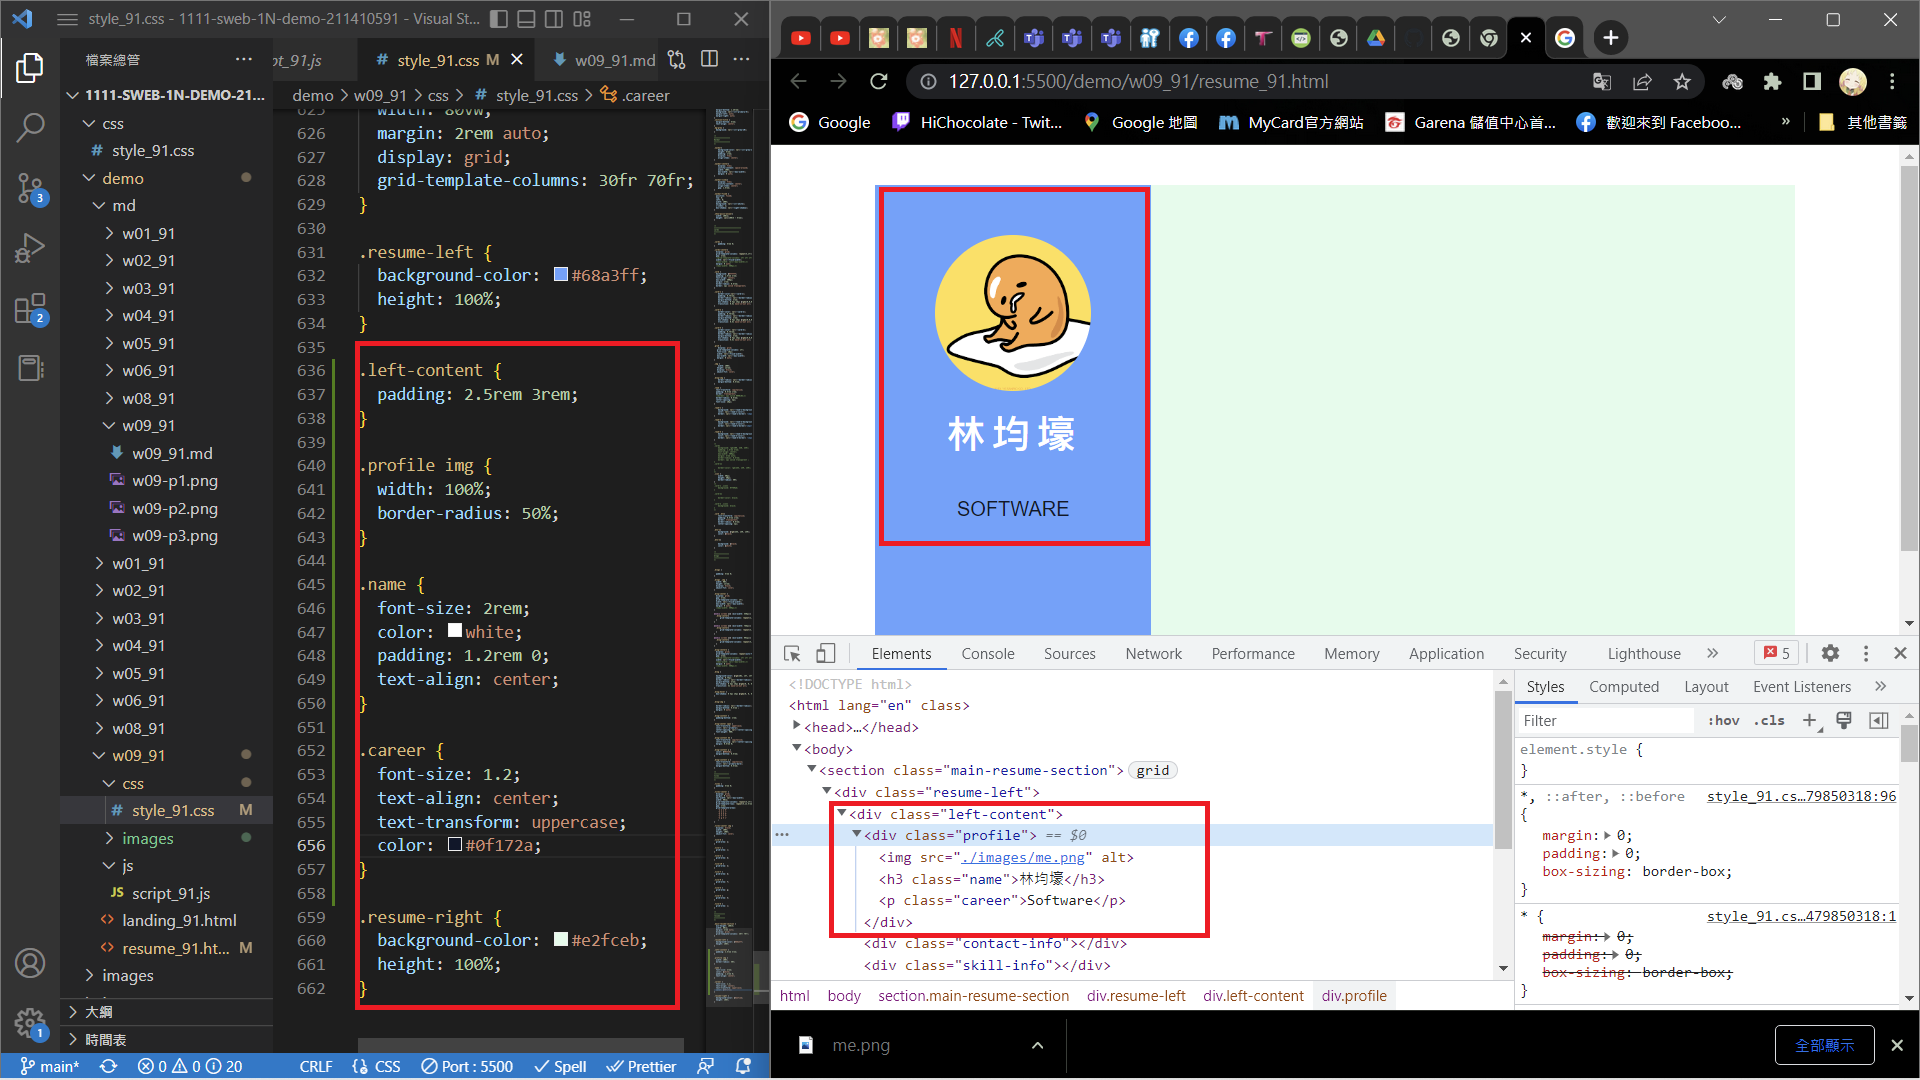 style_91.css - 1111-sweb-1N-demo-211410591 - Visual St...
檔案總管
1111-SWEB-1N-DEMO-21...
css
# style_91.css
demo
md
w01_91
w02_91
w03_91
w04_91
w05_91
w06_91
w08_91
w09_91
w09_91.md
w09-p1.png
w09-p2.png
w09-p3.png
w01_91
w02_91
w03_91
w04_91
w05_91
w06_91
w08_91
w09_91
css
# style_91.css M
images
js
JS script_91.js
landing_91.html
resume_91.ht... M
images
大綱
時間表
3
2
1
pt_91.js
# style_91.css M
w09_91.md
demo > w09_91 > css > # style_91.css > .career
625 width: 80vw;
626 margin: 2rem auto;
627 display: grid;
628 grid-template-columns: 30fr 70fr;
629 }
630
631 .resume-left {
632 background-color: #68a3ff;
633 height: 100%;
634 }
635
636 .left-content {
637 padding: 2.5rem 3rem;
638 }
639
640 .profile img {
641 width: 100%;
642 border-radius: 50%;
643 }
644
645 .name {
646 font-size: 2rem;
647 color: white;
648 padding: 1.2rem 0;
649 text-align: center;
650 }
651
652 .career {
653 font-size: 1.2;
654 text-align: center;
655 text-transform: uppercase;
656 color: #0f172a;
657 }
658
659 .resume-right {
660 background-color: #e2fceb;
661 height: 100%;
662 }
main* 0 0 20 CRLF {} CSS Port : 5500 Spell Prettier
127.0.0.1:5500/demo/w09_91/resume_91.html
Google HiChocolate - Twit... Google 地圖 MyCard官方網站 Garena 儲值中心首... 歡迎來到 Faceboo... » 其他書籤
林均壕
SOFTWARE
Elements Console Sources Network Performance Memory Application Security Lighthouse » 5
<!DOCTYPE html>
<html lang="en" class>
<head>…</head>
<body>
<section class="main-resume-section"> grid
<div class="resume-left">
<div class="left-content">
<div class="profile"> == $0
<img src="./images/me.png" alt>
<h3 class="name">林均壕</h3>
<p class="career">Software</p>
</div>
<div class="contact-info"></div>
<div class="skill-info"></div>
html body section.main-resume-section div.resume-left div.left-content div.profile
Styles Computed Layout Event Listeners »
Filter :hov .cls +
element.style {
}
*, ::after, ::before style_91.cs…79850318:96
{
margin: 0;
padding: 0;
box-sizing: border-box;
}
* { style_91.cs…479850318:1
margin: 0;
padding: 0;
box-sizing: border-box;
}
me.png
全部顯示